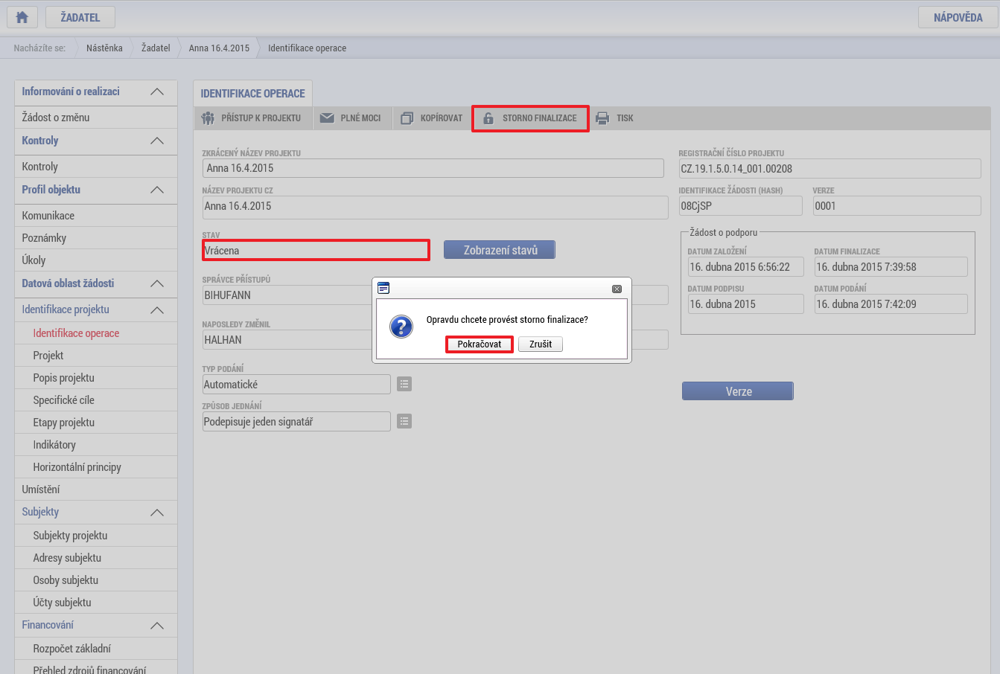 ŽADATEL
NÁPOVĚDA
Nacházíte se:
Nástěnka
Žadatel
Anna 16.4.2015
Identifikace operace
Informování o realizaci
Žádost o změnu
Kontroly
Kontroly
Profil objektu
Komunikace
Poznámky
Úkoly
Datová oblast žádosti
Identifikace projektu
Identifikace operace
Projekt
Popis projektu
Specifické cíle
Etapy projektu
Indikátory
Horizontální principy
Umístění
Subjekty
Subjekty projektu
Adresy subjektu
Osoby subjektu
Účty subjektu
Financování
Rozpočet základní
Přehled zdrojů financování
IDENTIFIKACE OPERACE
PŘÍSTUP K PROJEKTU
PLNÉ MOCI
KOPÍROVAT
STORNO FINALIZACE
TISK
ZKRÁCENÝ NÁZEV PROJEKTU
Anna 16.4.2015
REGISTRAČNÍ ČÍSLO PROJEKTU
CZ.19.1.5.0.14_001.00208
NÁZEV PROJEKTU CZ
Anna 16.4.2015
IDENTIFIKACE ŽÁDOSTI (HASH)
08CjSP
VERZE
0001
STAV
Vrácena
Zobrazení stavů
Žádost o podporu
DATUM ZALOŽENÍ
16. dubna 2015 6:56:22
DATUM FINALIZACE
16. dubna 2015 7:39:58
DATUM PODPISU
16. dubna 2015
DATUM PODÁNÍ
16. dubna 2015 7:42:09
SPRÁVCE PŘÍSTUPŮ
BIHUFANN
NAPOSLEDY ZMĚNIL
HALHAN
Opravdu chcete provést storno finalizace?
Pokračovat
Zrušit
TYP PODÁNÍ
Automatické
Verze
ZPŮSOB JEDNÁNÍ
Podepisuje jeden signatář